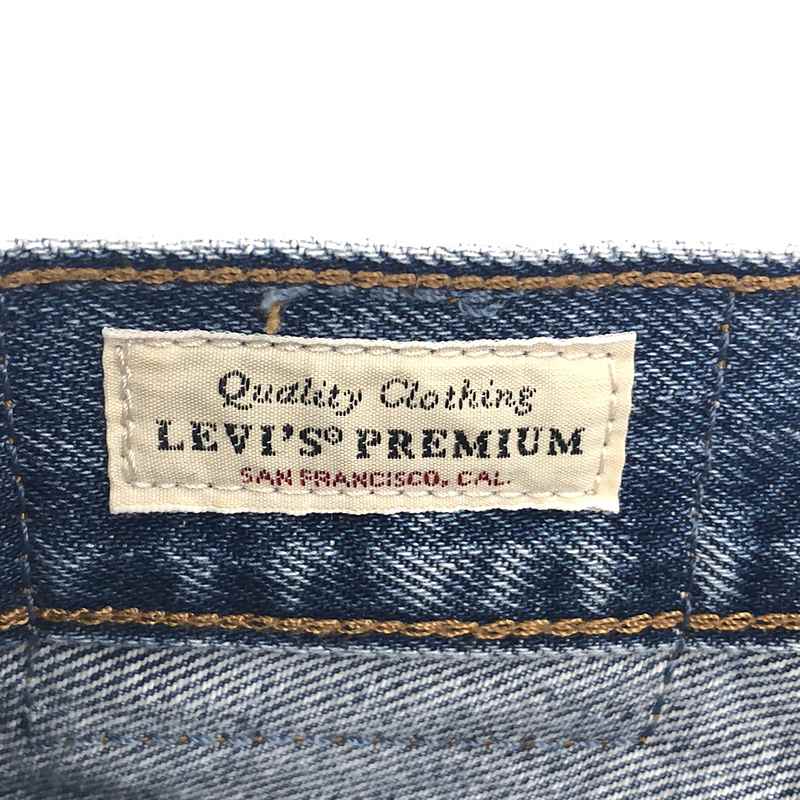 Quality Clothing
LEVI'S® PREMIUM
SAN FRANCISCO, CAL.